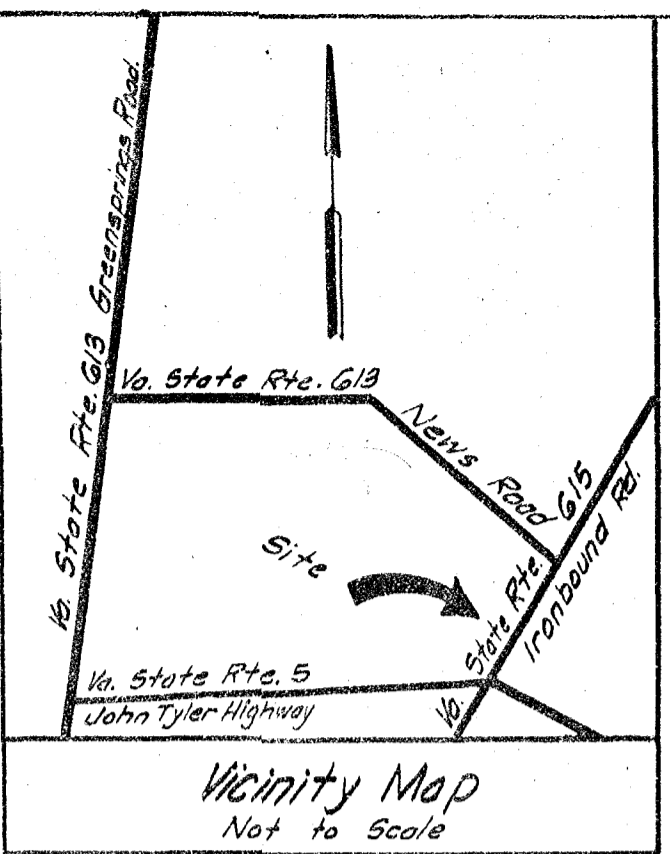 Va. State Rte. 613 Greensprings Road.
Va. State Rte. 613
News Road
Site
Va. State Rte. 615
Ironbound Rd.
Va. State Rte. 5
John Tyler Highway
Vicinity Map
Not to Scale